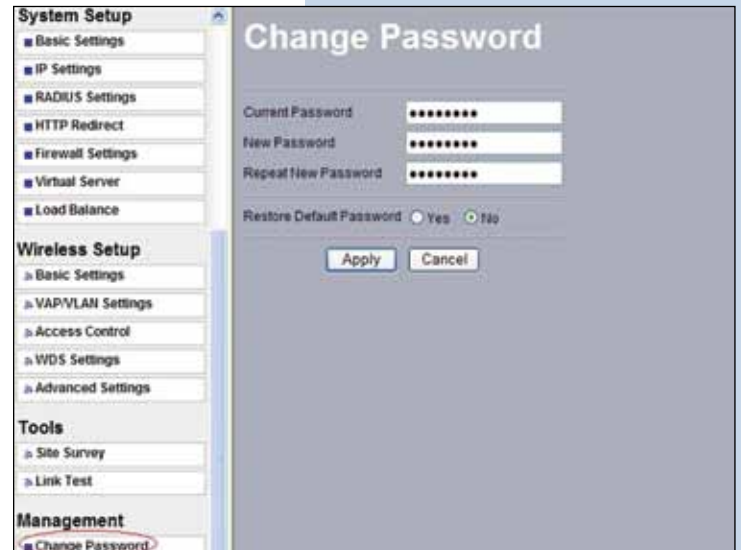 System Setup
Basic Settings
IP Settings
RADIUS Settings
HTTP Redirect
Firewall Settings
Virtual Server
Load Balance
Wireless Setup
Basic Settings
VAP/VLAN Settings
Access Control
WDS Settings
Advanced Settings
Tools
Site Survey
Link Test
Management
Change Password
Change Password
Current Password ••••••••
New Password ••••••••
Repeat New Password ••••••••
Restore Default Password Yes No
Apply Cancel